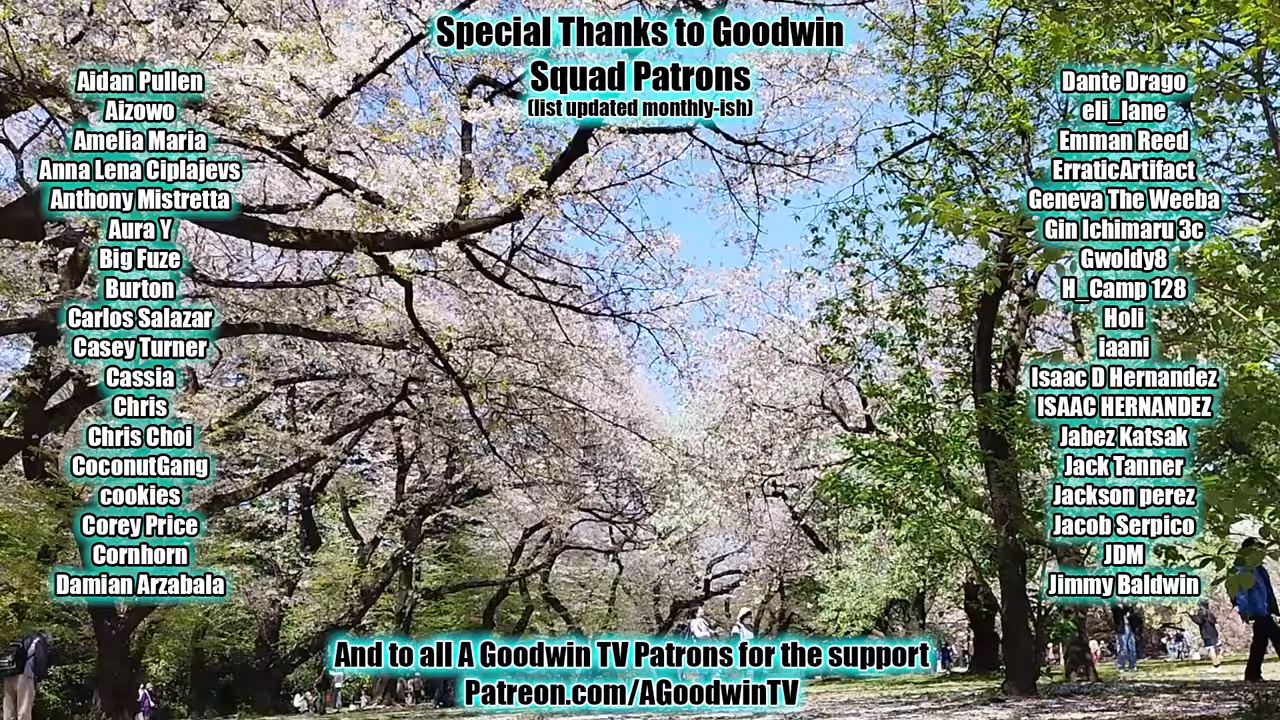 Special Thanks to Goodwin
Squad Patrons
(list updated monthly-ish)
Aidan Pullen
Aizowo
Amelia Maria
Anna Lena Ciplajevs
Anthony Mistretta
Aura Y
Big Fuze
Burton
Carlos Salazar
Casey Turner
Cassia
Chris
Chris Choi
CoconutGang
cookies
Corey Price
Cornhorn
Damian Arzabala
Dante Drago
eli_lane
Emman Reed
ErraticArtifact
Geneva The Weeba
Gin Ichimaru 3c
Gwoldy8
H_Camp 128
Holi
iaani
Isaac D Hernandez
ISAAC HERNANDEZ
Jabez Katsak
Jack Tanner
Jackson perez
Jacob Serpico
JDM
Jimmy Baldwin
And to all A Goodwin TV Patrons for the support
Patreon.com/AGoodwinTV